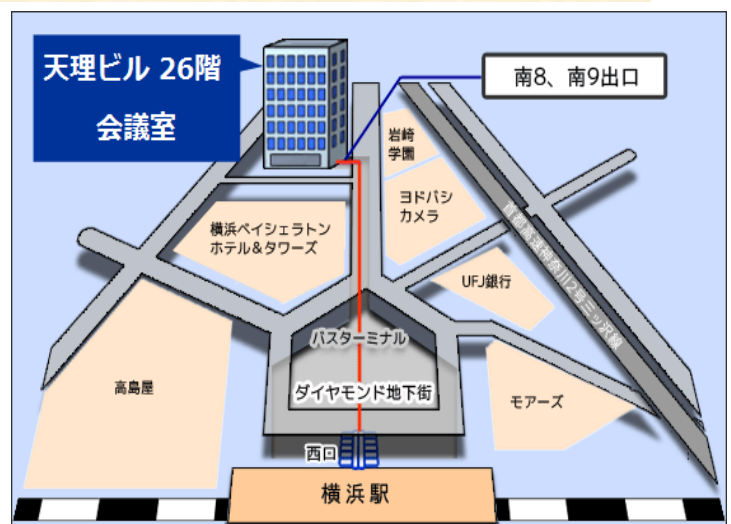 天理ビル 26階
会議室
南8、南9出口
岩崎
学園
ヨドバシ
カメラ
横浜ベイシェラトン
ホテル＆タワーズ
首都高速神奈川2号三ツ沢線
UFJ銀行
バスターミナル
高島屋
ダイヤモンド地下街
モアーズ
西口
横浜駅